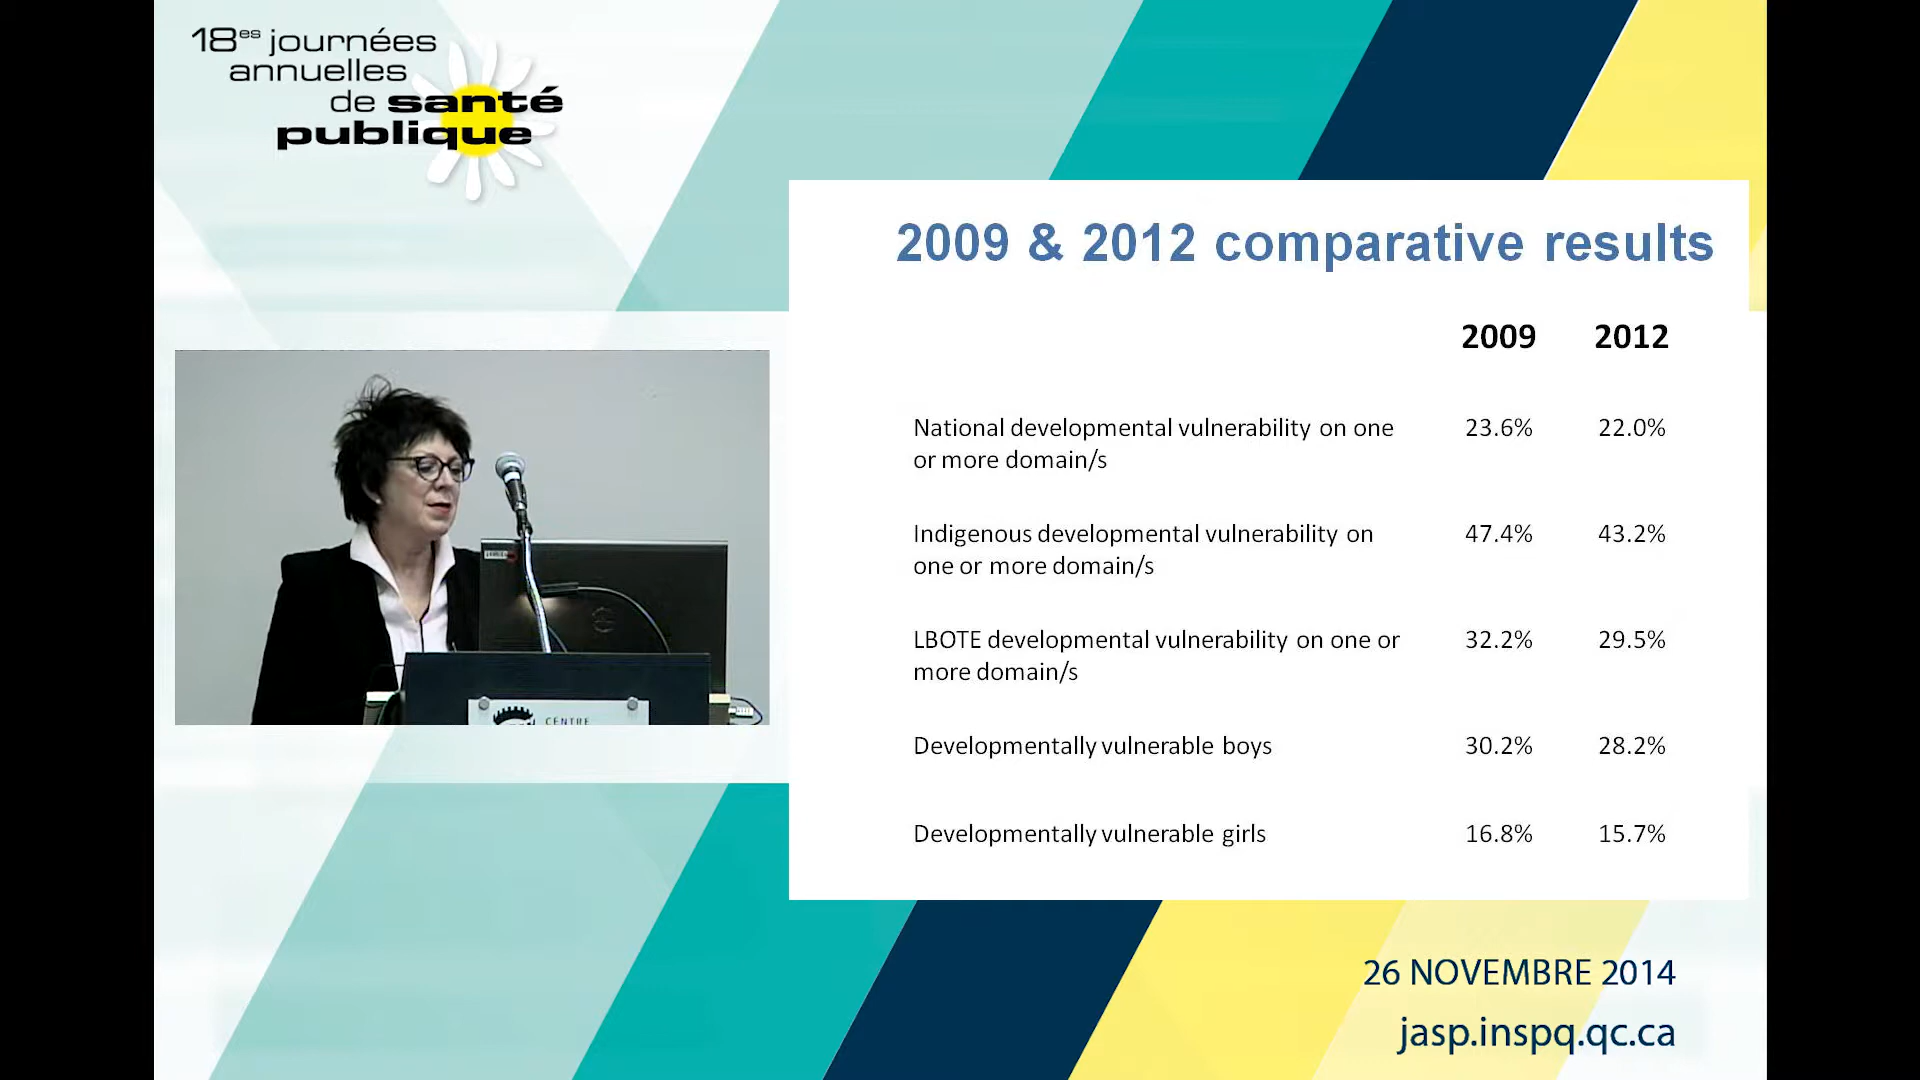 18es journées
annuelles
de santé
publique
2009 & 2012 comparative results
2009 2012
National developmental vulnerability on one 23.6% 22.0%
or more domain/s
Indigenous developmental vulnerability on 47.4% 43.2%
one or more domain/s
LBOTE developmental vulnerability on one or 32.2% 29.5%
more domain/s
Developmentally vulnerable boys 30.2% 28.2%
Developmentally vulnerable girls 16.8% 15.7%
CENTRE
26 NOVEMBRE 2014
jasp.inspq.qc.ca